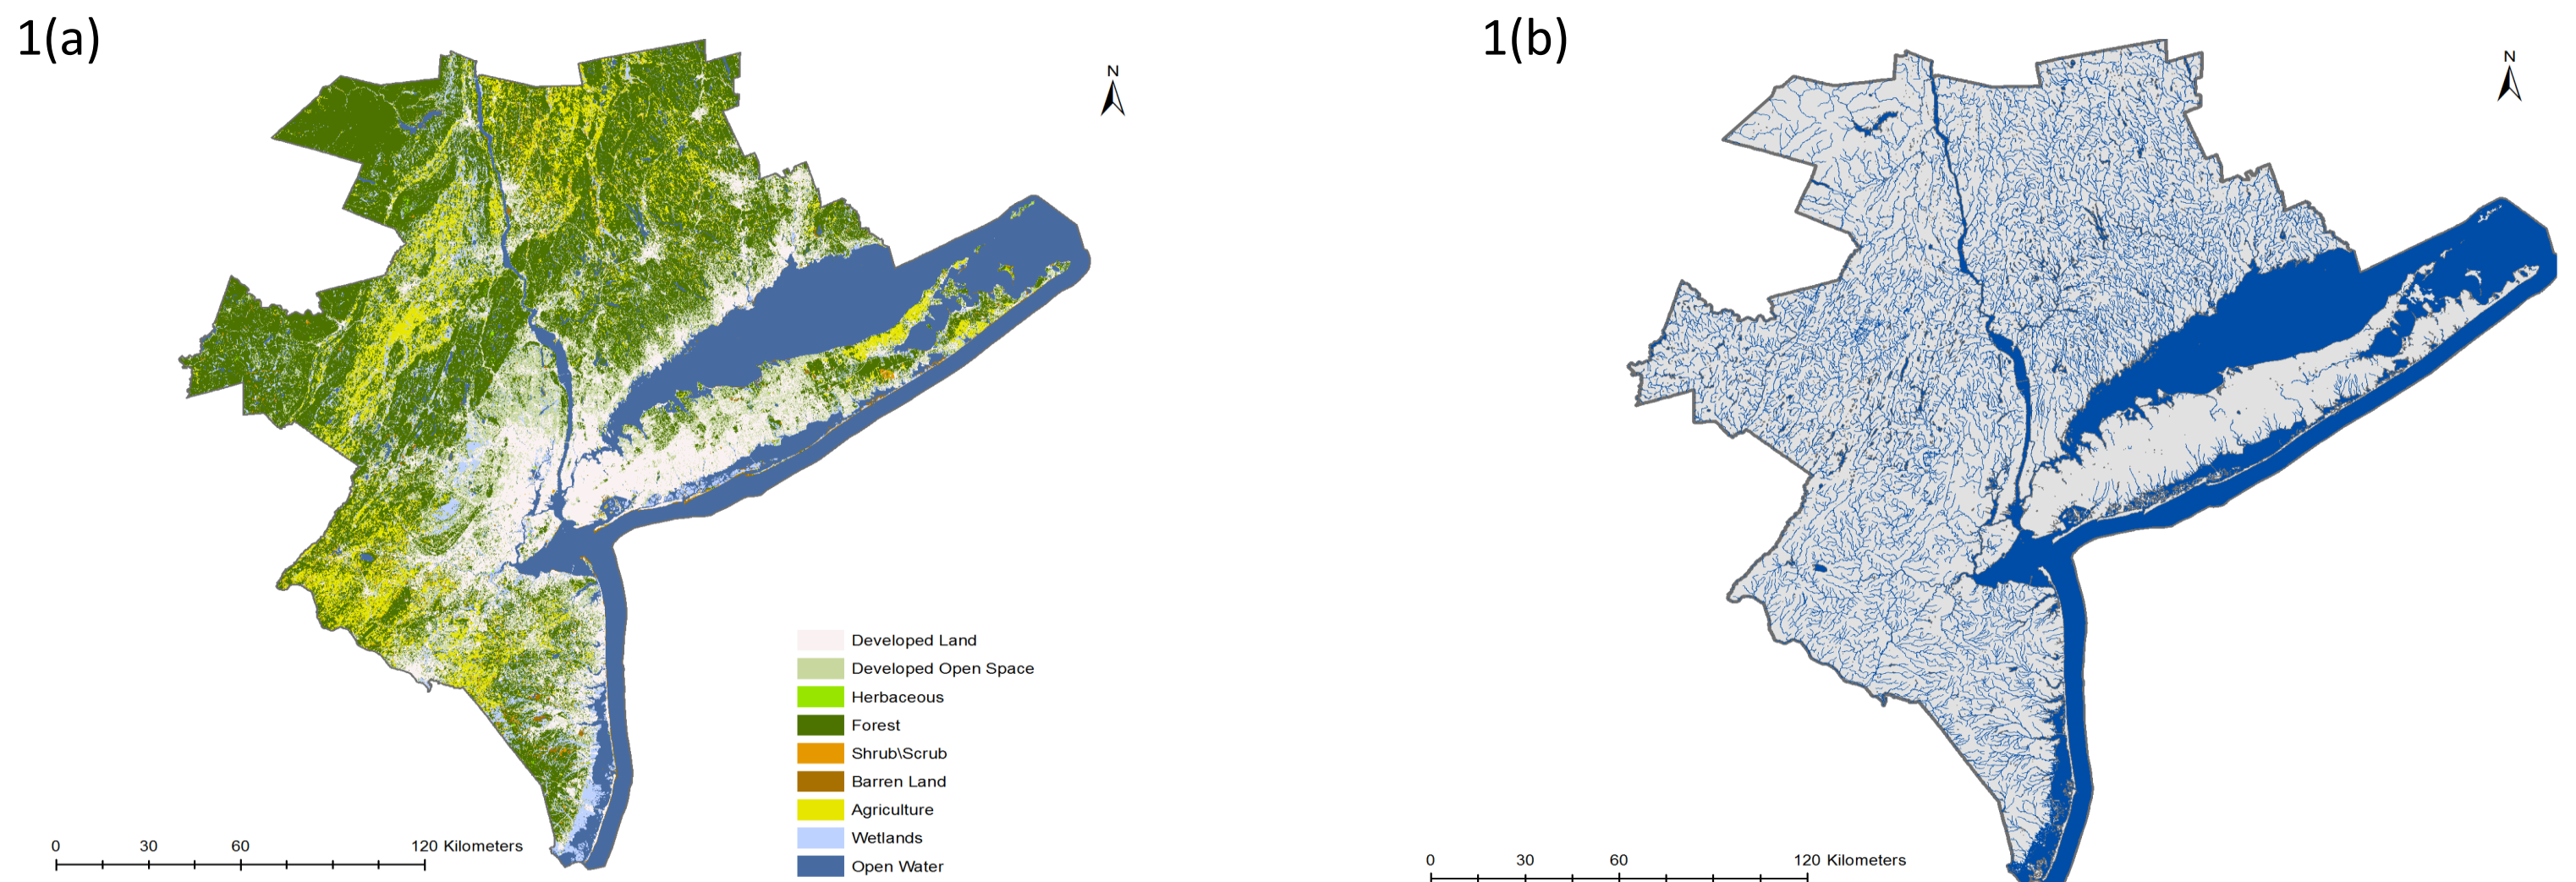 1(a)
N
Developed Land
Developed Open Space
Herbaceous
Forest
Shrub\Scrub
Barren Land
Agriculture
Wetlands
Open Water
0 30 60 120 Kilometers
1(b)
N
0 30 60 120 Kilometers